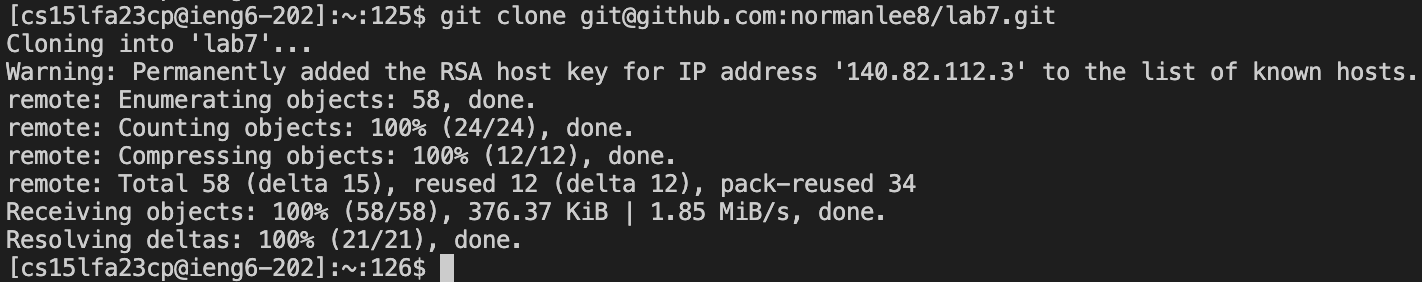 [cs15lfa23cp@ieng6-202]:~:125$ git clone git@github.com:normanlee8/lab7.git
Cloning into 'lab7'...
Warning: Permanently added the RSA host key for IP address '140.82.112.3' to the list of known hosts.
remote: Enumerating objects: 58, done.
remote: Counting objects: 100% (24/24), done.
remote: Compressing objects: 100% (12/12), done.
remote: Total 58 (delta 15), reused 12 (delta 12), pack-reused 34
Receiving objects: 100% (58/58), 376.37 KiB | 1.85 MiB/s, done.
Resolving deltas: 100% (21/21), done.
[cs15lfa23cp@ieng6-202]:~:126$